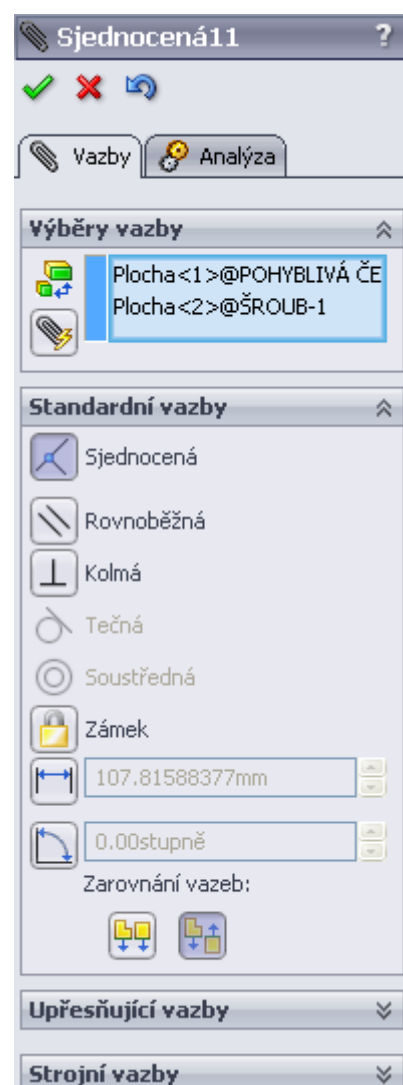 Sjednocená11 ?
Vazby Analýza
Výběry vazby
Plocha<1>@POHYBLIVÁ ČE
Plocha<2>@ŠROUB-1
Standardní vazby
Sjednocená
Rovnoběžná
Kolmá
Tečná
Soustředná
Zámek
107.81588377mm
0.00stupně
Zarovnání vazeb:
Upřesňující vazby
Strojní vazby